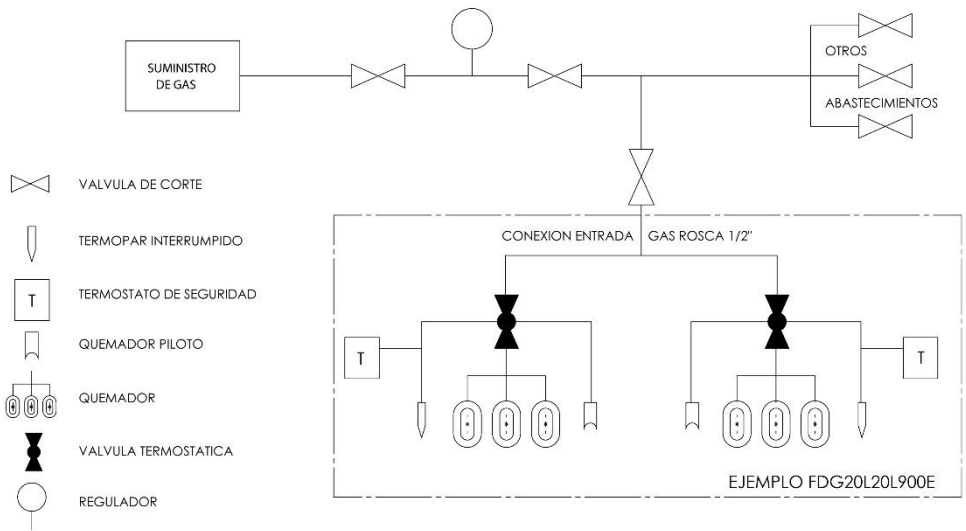 SUMINISTRO
DE GAS
OTROS
ABASTECIMIENTOS
VALVULA DE CORTE
TERMOPAR INTERRUMPIDO
T
TERMOSTATO DE SEGURIDAD
QUEMADOR PILOTO
QUEMADOR
VALVULA TERMOSTATICA
REGULADOR
CONEXION ENTRADA GAS ROSCA 1/2"
T
T
EJEMPLO FDG20L20L900E